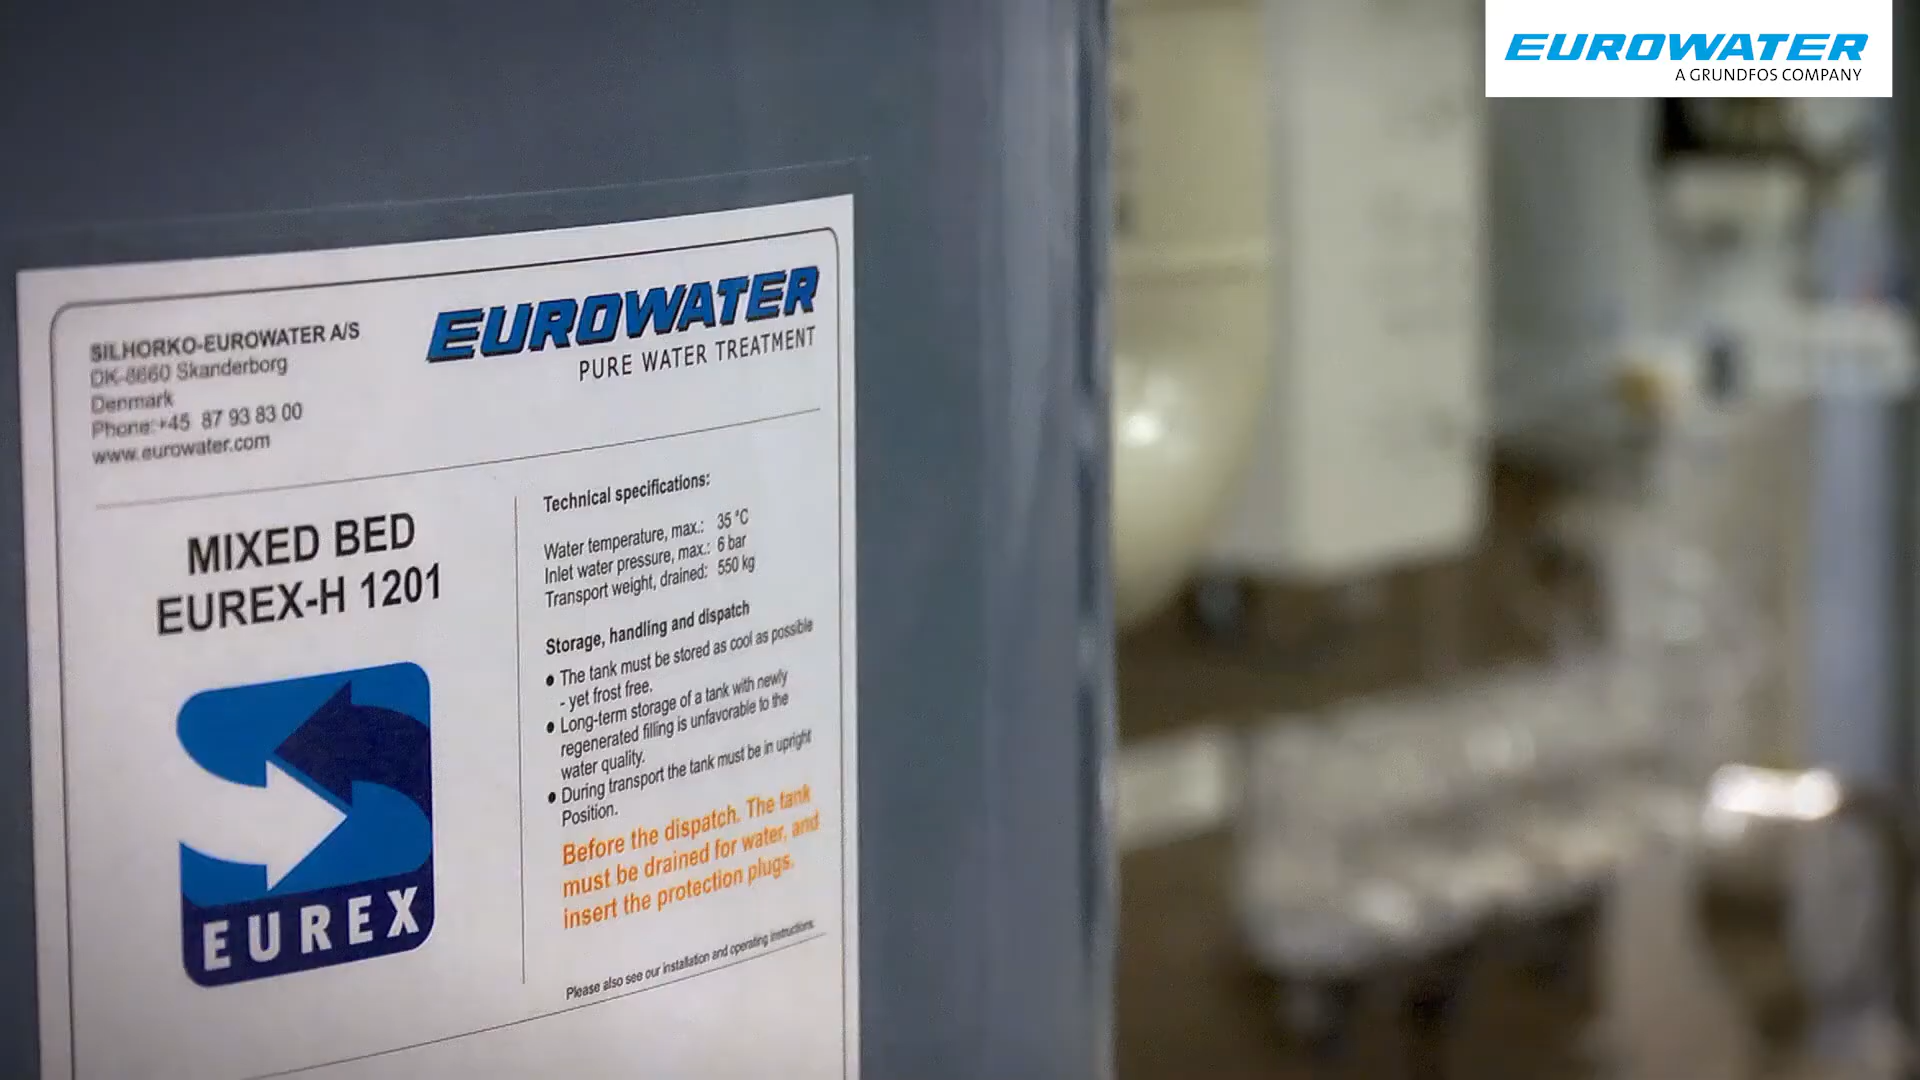 EUROWATER
A GRUNDFOS COMPANY
SILHORKO-EUROWATER A/S
DK-8660 Skanderborg
Denmark
Phone: +45 87 93 83 00
www.eurowater.com
EUROWATER
PURE WATER TREATMENT
MIXED BED
EUREX-H 1201
EUREX
Technical specifications:
Water temperature, max.: 35 °C
Inlet water pressure, max.: 6 bar
Transport weight, drained: 550 kg
Storage, handling and dispatch
● The tank must be stored as cool as possible
- yet frost free.
● Long-term storage of a tank with newly
regenerated filling is unfavorable to the
water quality.
● During transport the tank must be in upright
Position.
Before the dispatch. The tank
must be drained for water, and
insert the protection plugs.
Please also see our installation and operating instructions.